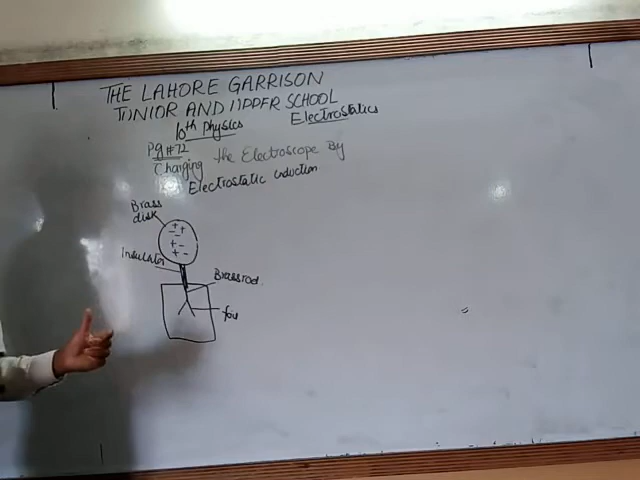 THE LAHORE GARRISON
JUNIOR AND UPPER SCHOOL
10th Physics
Electrostatics
Pg#72
Charging the Electroscope By
Electrostatic induction
Brass
disk
+ +
- -
+ -
+ -
Insulator
Brass rod.
foil